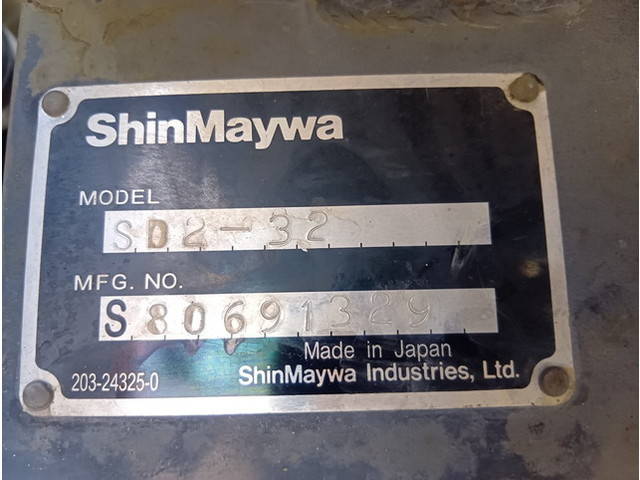 ShinMaywa
MODEL
SD2-32
MFG. NO.
S80691329
Made in Japan
203-24325-0 ShinMaywa Industries, Ltd.